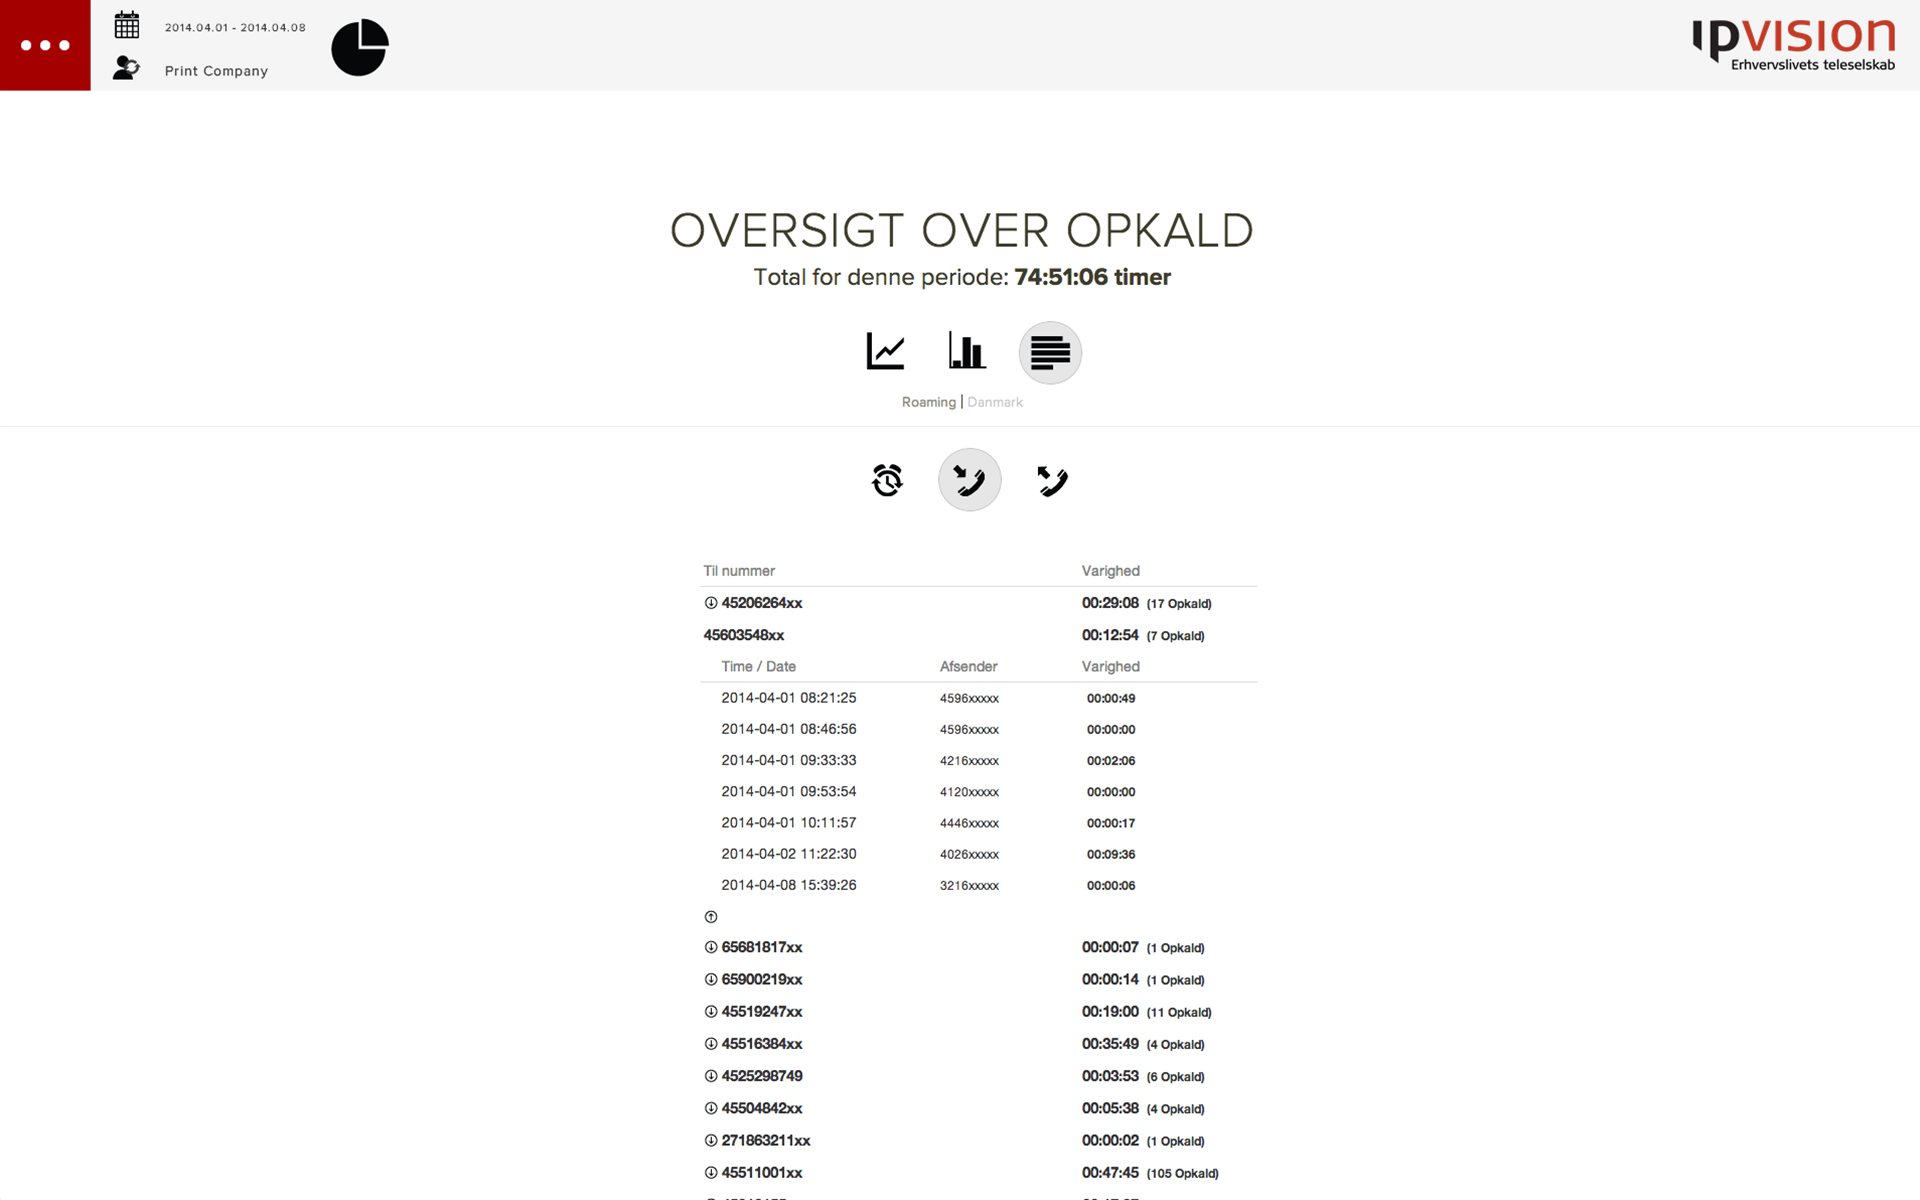 2014.04.01 - 2014.04.08
Print Company
ipvision
Erhvervslivets teleselskab
OVERSIGT OVER OPKALD
Total for denne periode: 74:51:06 timer
Roaming | Danmark
Til nummer Varighed
45206264xx 00:29:08 (17 Opkald)
45603548xx 00:12:54 (7 Opkald)
Time / Date Afsender Varighed
2014-04-01 08:21:25 4596xxxxx 00:00:49
2014-04-01 08:46:56 4596xxxxx 00:00:00
2014-04-01 09:33:33 4216xxxxx 00:02:06
2014-04-01 09:53:54 4120xxxxx 00:00:00
2014-04-01 10:11:57 4446xxxxx 00:00:17
2014-04-02 11:22:30 4026xxxxx 00:09:36
2014-04-08 15:39:26 3216xxxxx 00:00:06
65681817xx 00:00:07 (1 Opkald)
65900219xx 00:00:14 (1 Opkald)
45519247xx 00:19:00 (11 Opkald)
45516384xx 00:35:49 (4 Opkald)
4525298749 00:03:53 (6 Opkald)
45504842xx 00:05:38 (4 Opkald)
271863211xx 00:00:02 (1 Opkald)
45511001xx 00:47:45 (105 Opkald)